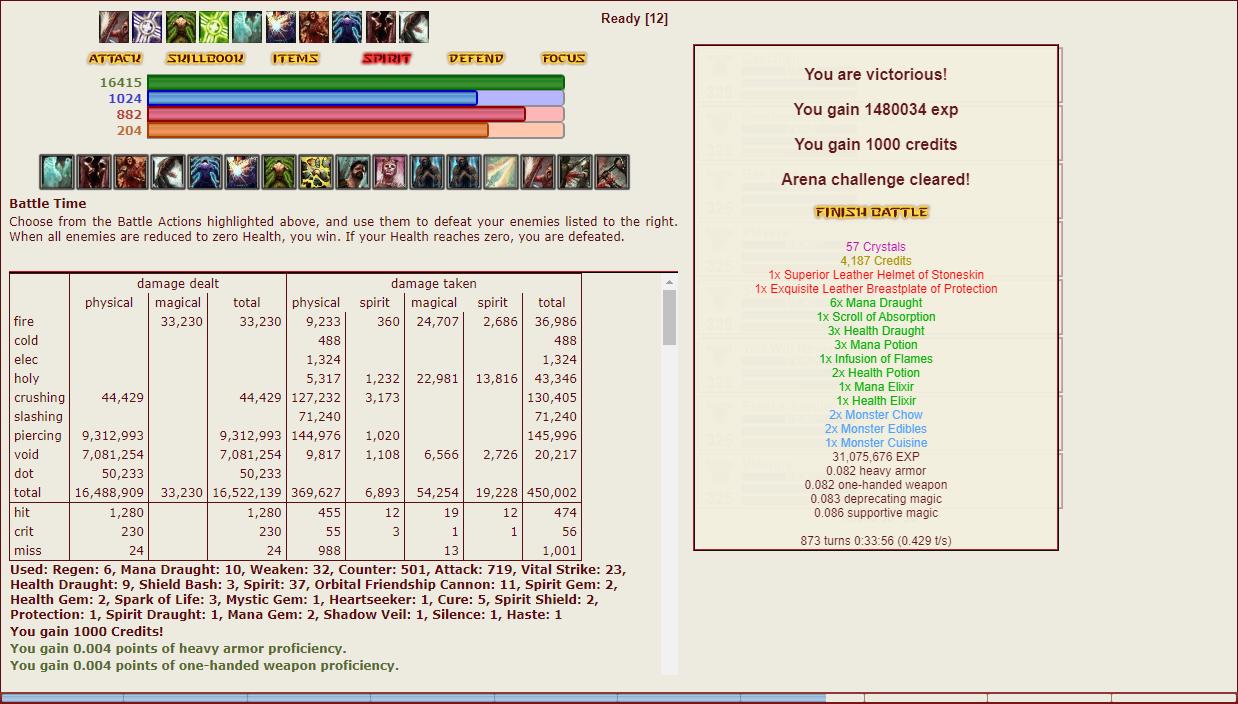 Ready [12]
ATTACK SKILLBOOK ITEMS SPIRIT DEFEND FOCUS
16415
1024
882
204
Battle Time
Choose from the Battle Actions highlighted above, and use them to defeat your enemies listed to the right.
When all enemies are reduced to zero Health, you win. If your Health reaches zero, you are defeated.
damage dealt damage taken
physical magical total physical spirit magical spirit total
fire 33,230 33,230 9,233 360 24,707 2,686 36,986
cold 488 488
elec 1,324 1,324
holy 5,317 1,232 22,981 13,816 43,346
crushing 44,429 44,429 127,232 3,173 130,405
slashing 71,240 71,240
piercing 9,312,993 9,312,993 144,976 1,020 145,996
void 7,081,254 7,081,254 9,817 1,108 6,566 2,726 20,217
dot 50,233 50,233
total 16,488,909 33,230 16,522,139 369,627 6,893 54,254 19,228 450,002
hit 1,280 1,280 455 12 19 12 474
crit 230 230 55 3 1 1 56
miss 24 24 988 13 1,001
Used: Regen: 6, Mana Draught: 10, Weaken: 32, Counter: 501, Attack: 719, Vital Strike: 23,
Health Draught: 9, Shield Bash: 3, Spirit: 37, Orbital Friendship Cannon: 11, Spirit Gem: 2,
Health Gem: 2, Spark of Life: 3, Mystic Gem: 1, Heartseeker: 1, Cure: 5, Spirit Shield: 2,
Protection: 1, Spirit Draught: 1, Mana Gem: 2, Shadow Veil: 1, Silence: 1, Haste: 1
You gain 1000 Credits!
You gain 0.004 points of heavy armor proficiency.
You gain 0.004 points of one-handed weapon proficiency.
You are victorious!
You gain 1480034 exp
You gain 1000 credits
Arena challenge cleared!
FINISH BATTLE
57 Crystals
4,187 Credits
1x Superior Leather Helmet of Stoneskin
1x Exquisite Leather Breastplate of Protection
6x Mana Draught
1x Scroll of Absorption
3x Health Draught
3x Mana Potion
1x Infusion of Flames
2x Health Potion
1x Mana Elixir
1x Health Elixir
2x Monster Chow
2x Monster Edibles
1x Monster Cuisine
31,075,676 EXP
0.082 heavy armor
0.082 one-handed weapon
0.083 deprecating magic
0.086 supportive magic
873 turns 0:33:56 (0.429 t/s)